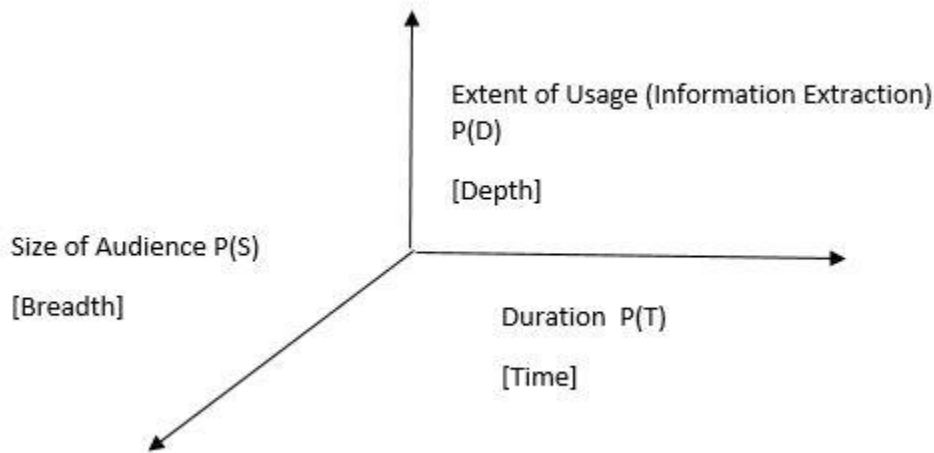 Extent of Usage (Information Extraction)
P(D)
[Depth]
Size of Audience P(S)
[Breadth]
Duration  P(T)
[Time]